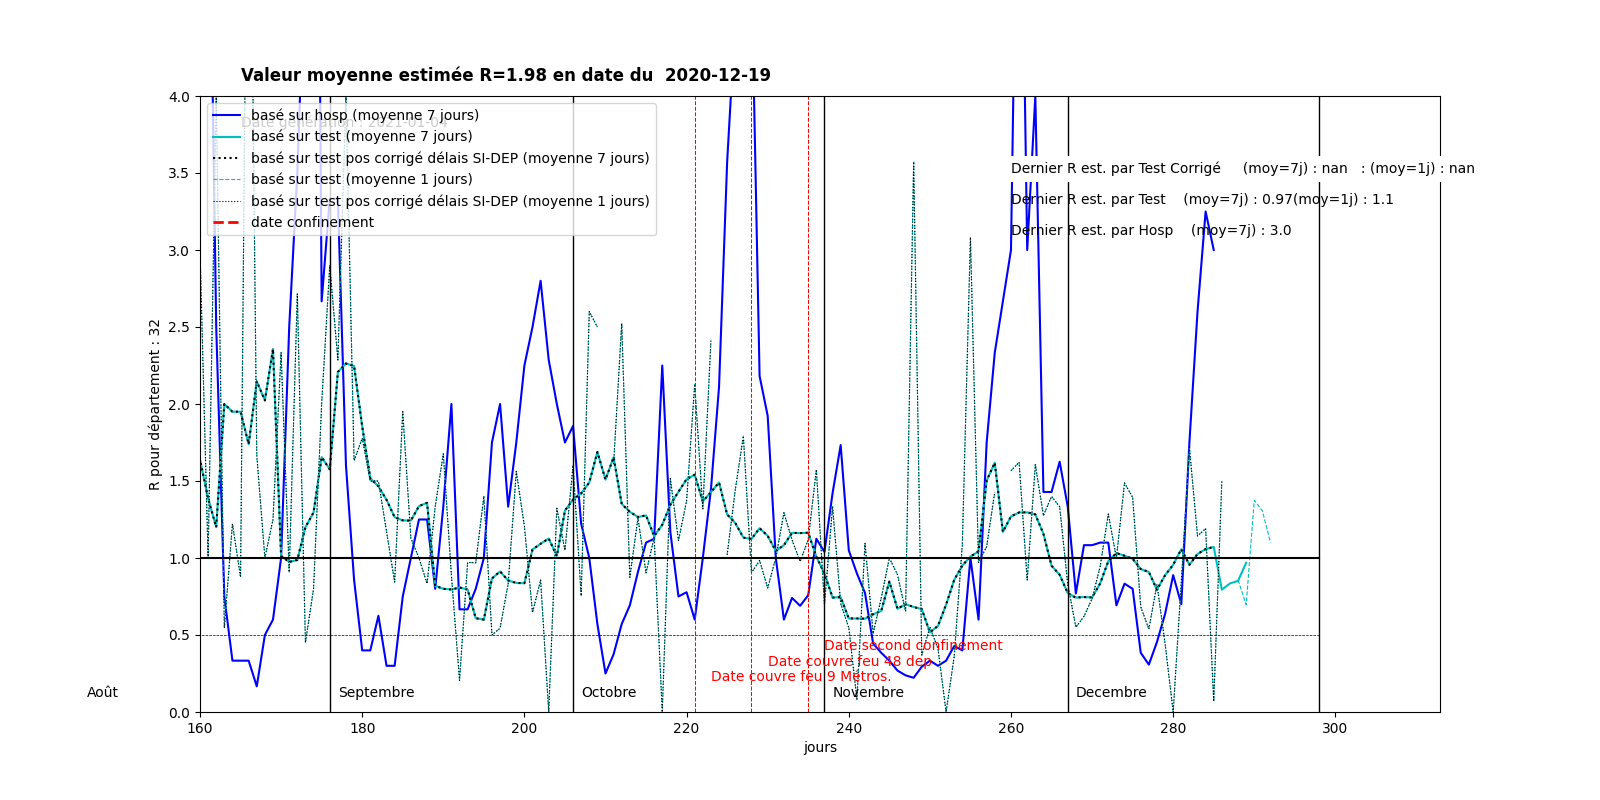 Valeur moyenne estimée R=1.98 en date du  2020-12-19
4.0
3.5
3.0
2.5
2.0
1.5
1.0
0.5
0.0
R pour département : 32
basé sur hosp (moyenne 7 jours)
Date génération : 2021-01-04
basé sur test (moyenne 7 jours)
basé sur test pos corrigé délais SI-DEP (moyenne 7 jours)
basé sur test (moyenne 1 jours)
basé sur test pos corrigé délais SI-DEP (moyenne 1 jours)
date confinement
Dernier R est. par Test Corrigé     (moy=7j) : nan   : (moy=1j) : nan
Dernier R est. par Test    (moy=7j) : 0.97(moy=1j) : 1.1
Dernier R est. par Hosp    (moy=7j) : 3.0
Date second confinement
Date couvre feu 48 dep.
Date couvre feu 9 Métros.
Août
Septembre
Octobre
Novembre
Decembre
160
180
200
220
240
260
280
300
jours